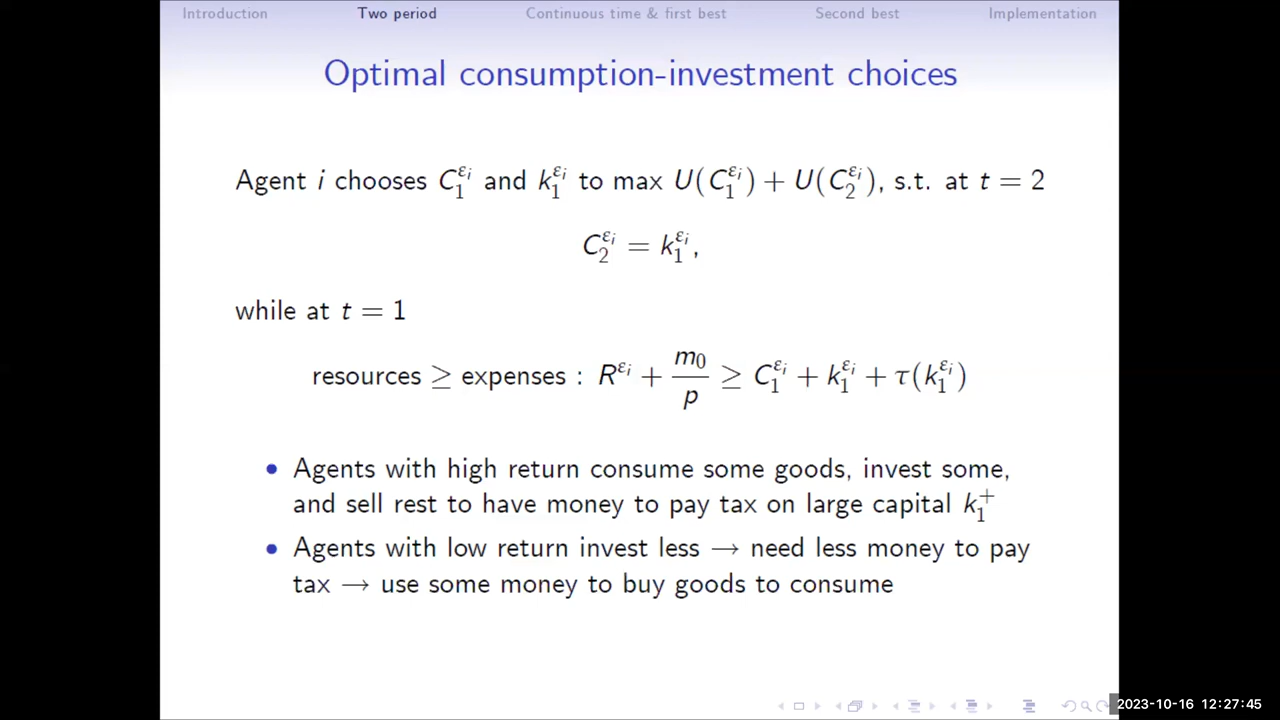 Introduction Two period Continuous time & first best Second best Implementation
Optimal consumption-investment choices
Agent i chooses C_1^{ε_i} and k_1^{ε_i} to max U(C_1^{ε_i}) + U(C_2^{ε_i}), s.t. at t = 2
C_2^{ε_i} = k_1^{ε_i},
while at t = 1
resources ≥ expenses : R^{ε_i} + m_0/p ≥ C_1^{ε_i} + k_1^{ε_i} + τ(k_1^{ε_i})
• Agents with high return consume some goods, invest some,
and sell rest to have money to pay tax on large capital k_1^+
• Agents with low return invest less → need less money to pay
tax → use some money to buy goods to consume
2023-10-16 12:27:45